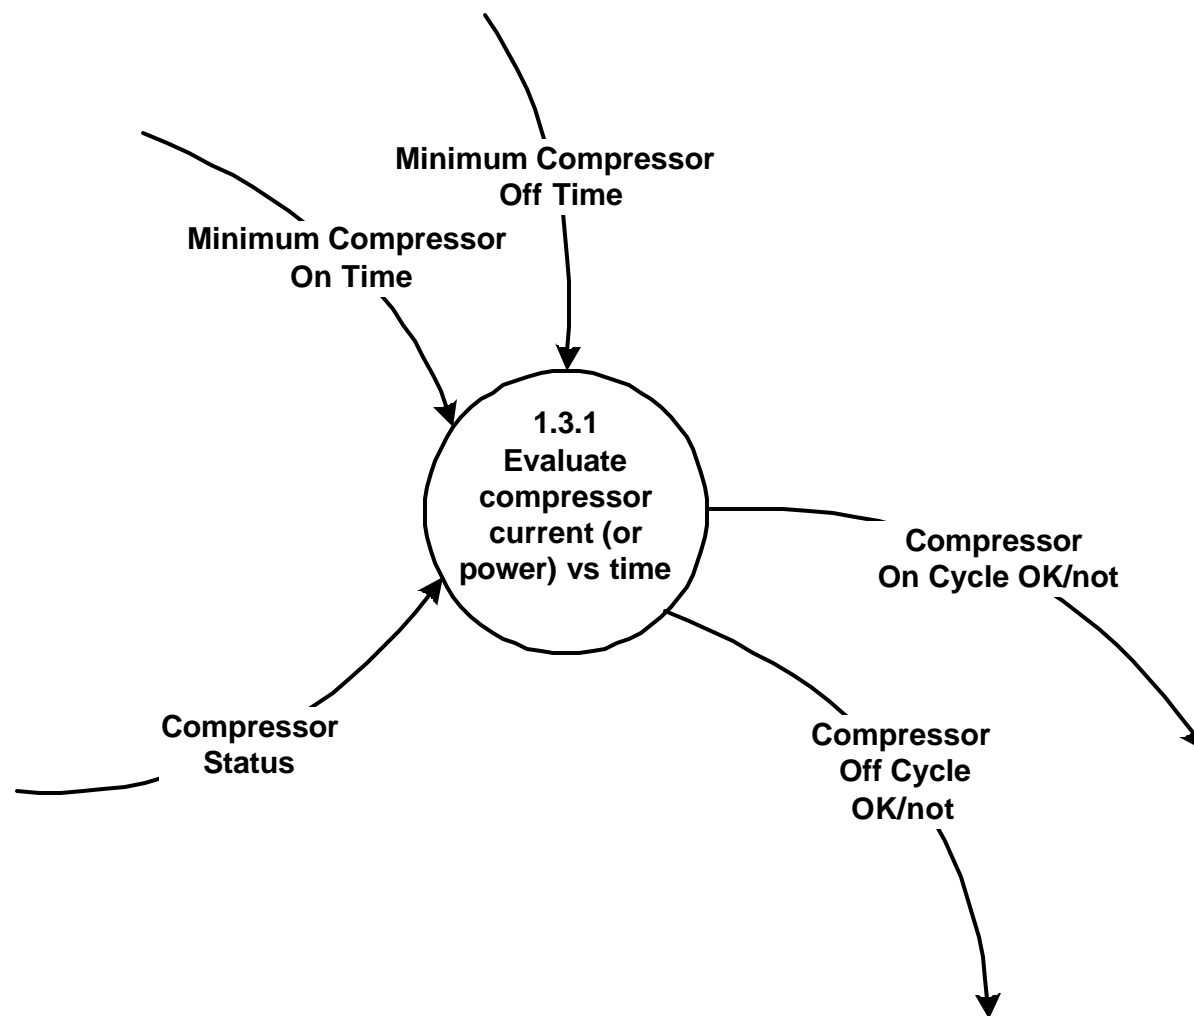 Minimum Compressor
Off Time
Minimum Compressor
On Time
1.3.1
Evaluate
compressor
current (or
power) vs time
Compressor
On Cycle OK/not
Compressor
Status
Compressor
Off Cycle
OK/not